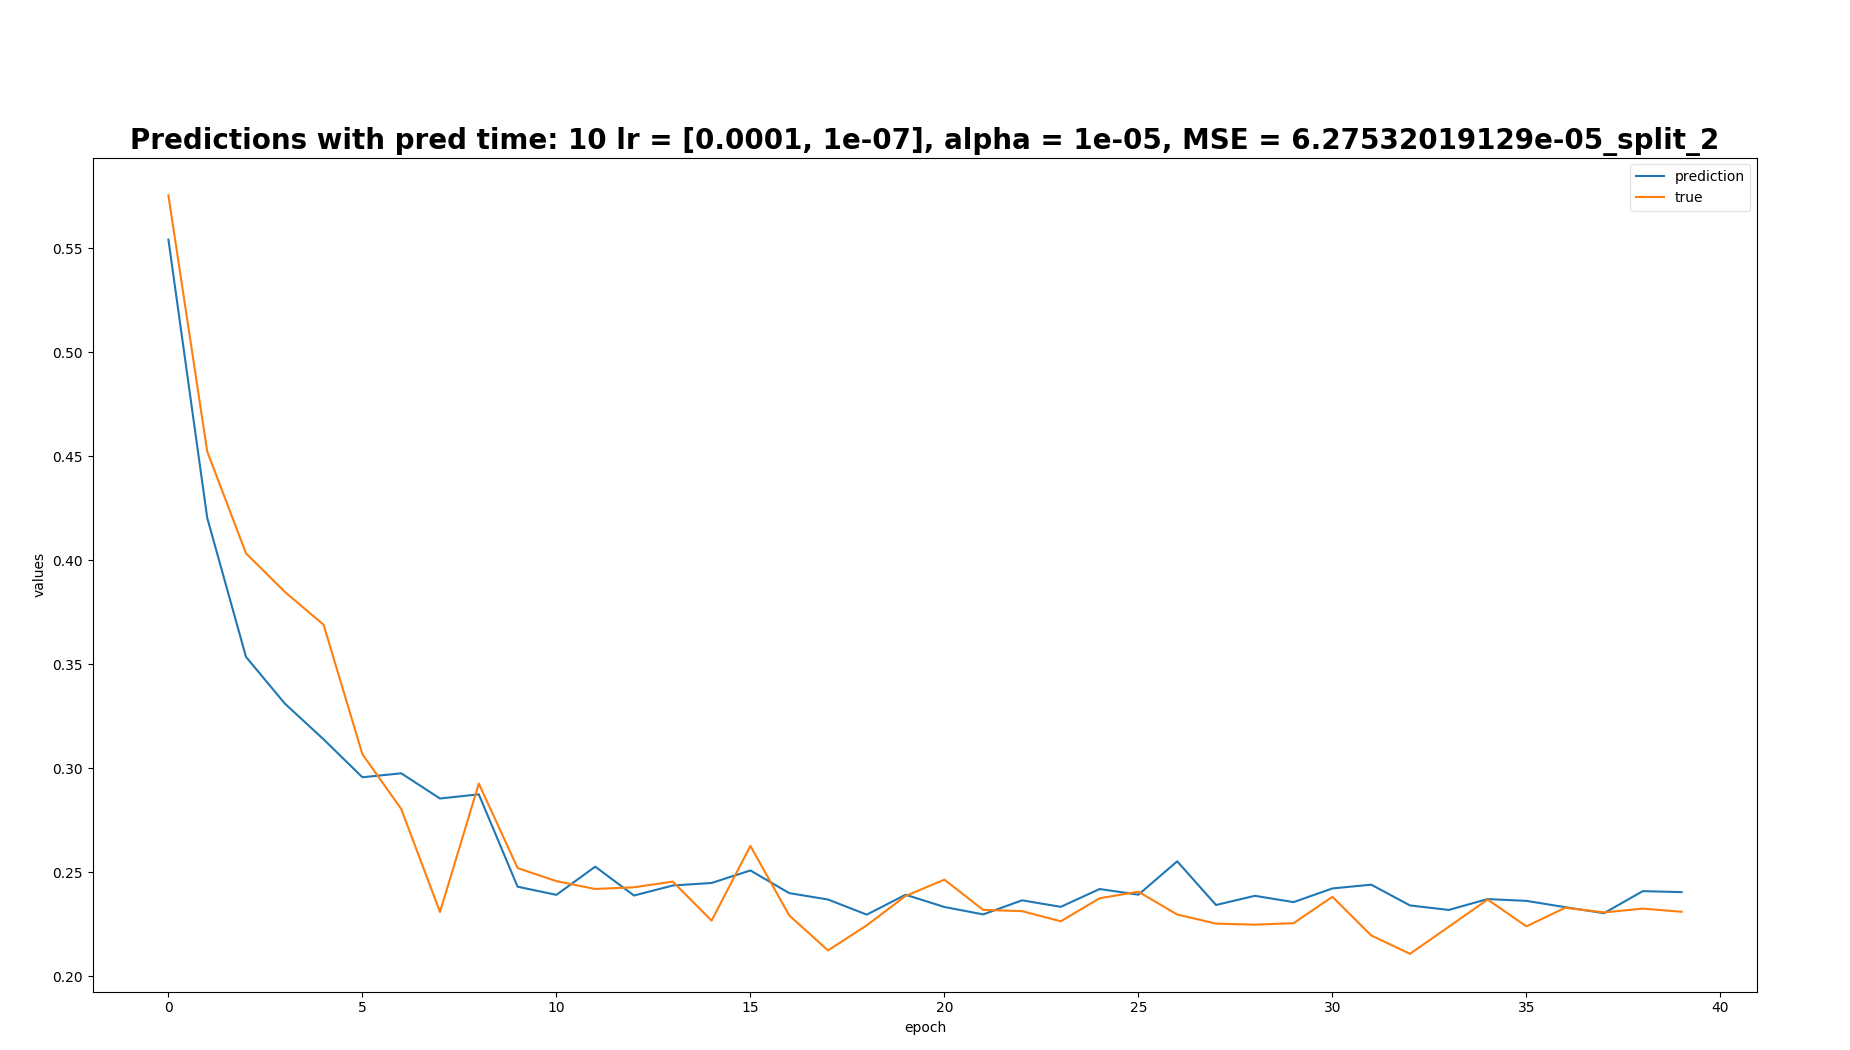 Predictions with pred time: 10 lr = [0.0001, 1e-07], alpha = 1e-05, MSE = 6.27532019129e-05_split_2
prediction
true
values
0.55
0.50
0.45
0.40
0.35
0.30
0.25
0.20
0 5 10 15 20 25 30 35 40
epoch